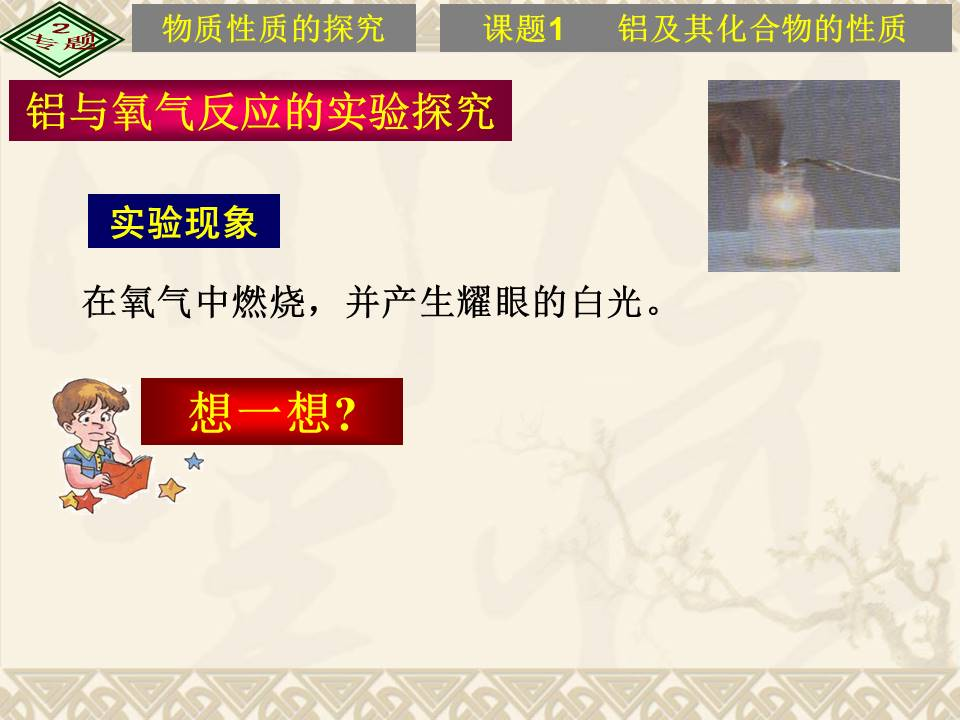 2
专题
物质性质的探究
课题1 铝及其化合物的性质
铝与氧气反应的实验探究
实验现象
在氧气中燃烧，并产生耀眼的白光。
想一想?